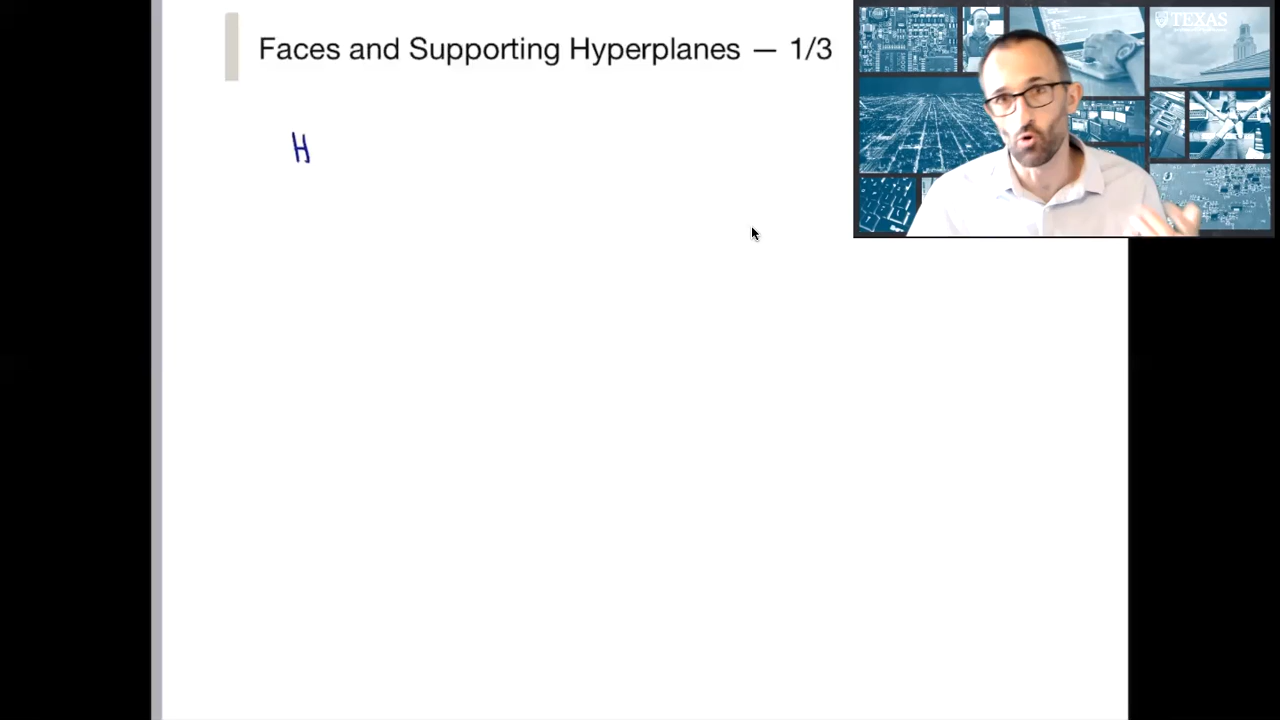 Faces and Supporting Hyperplanes — 1/3
H
TEXAS